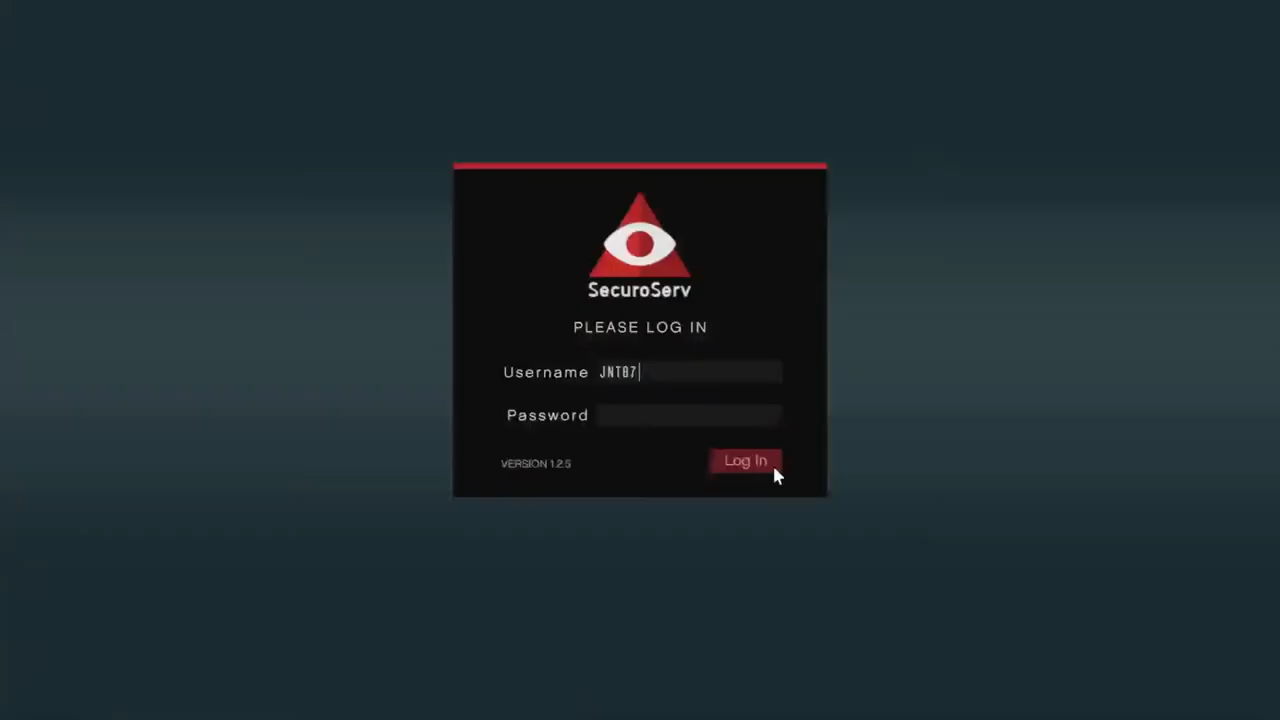 SecuroServ
PLEASE LOG IN
Username JNT07
Password
VERSION 1.2.5 Log In